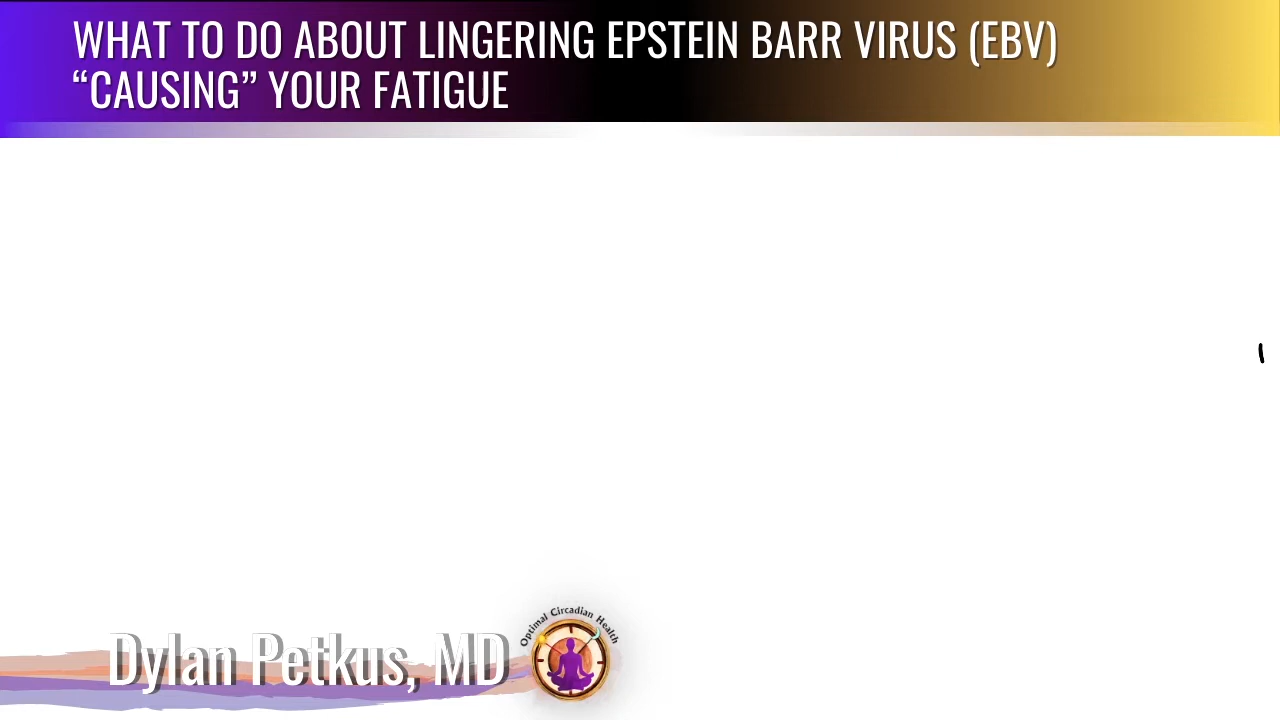 WHAT TO DO ABOUT LINGERING EPSTEIN BARR VIRUS (EBV)
“CAUSING” YOUR FATIGUE
Optimal Circadian Health
Dylan Petkus, MD